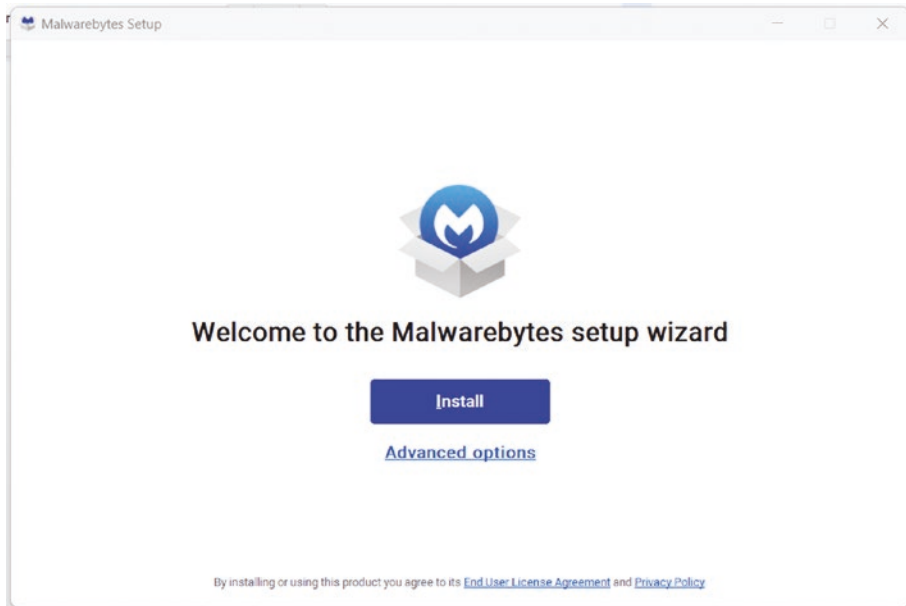 Malwarebytes Setup
Welcome to the Malwarebytes setup wizard
Install
Advanced options
By installing or using this product you agree to its End User License Agreement and Privacy Policy